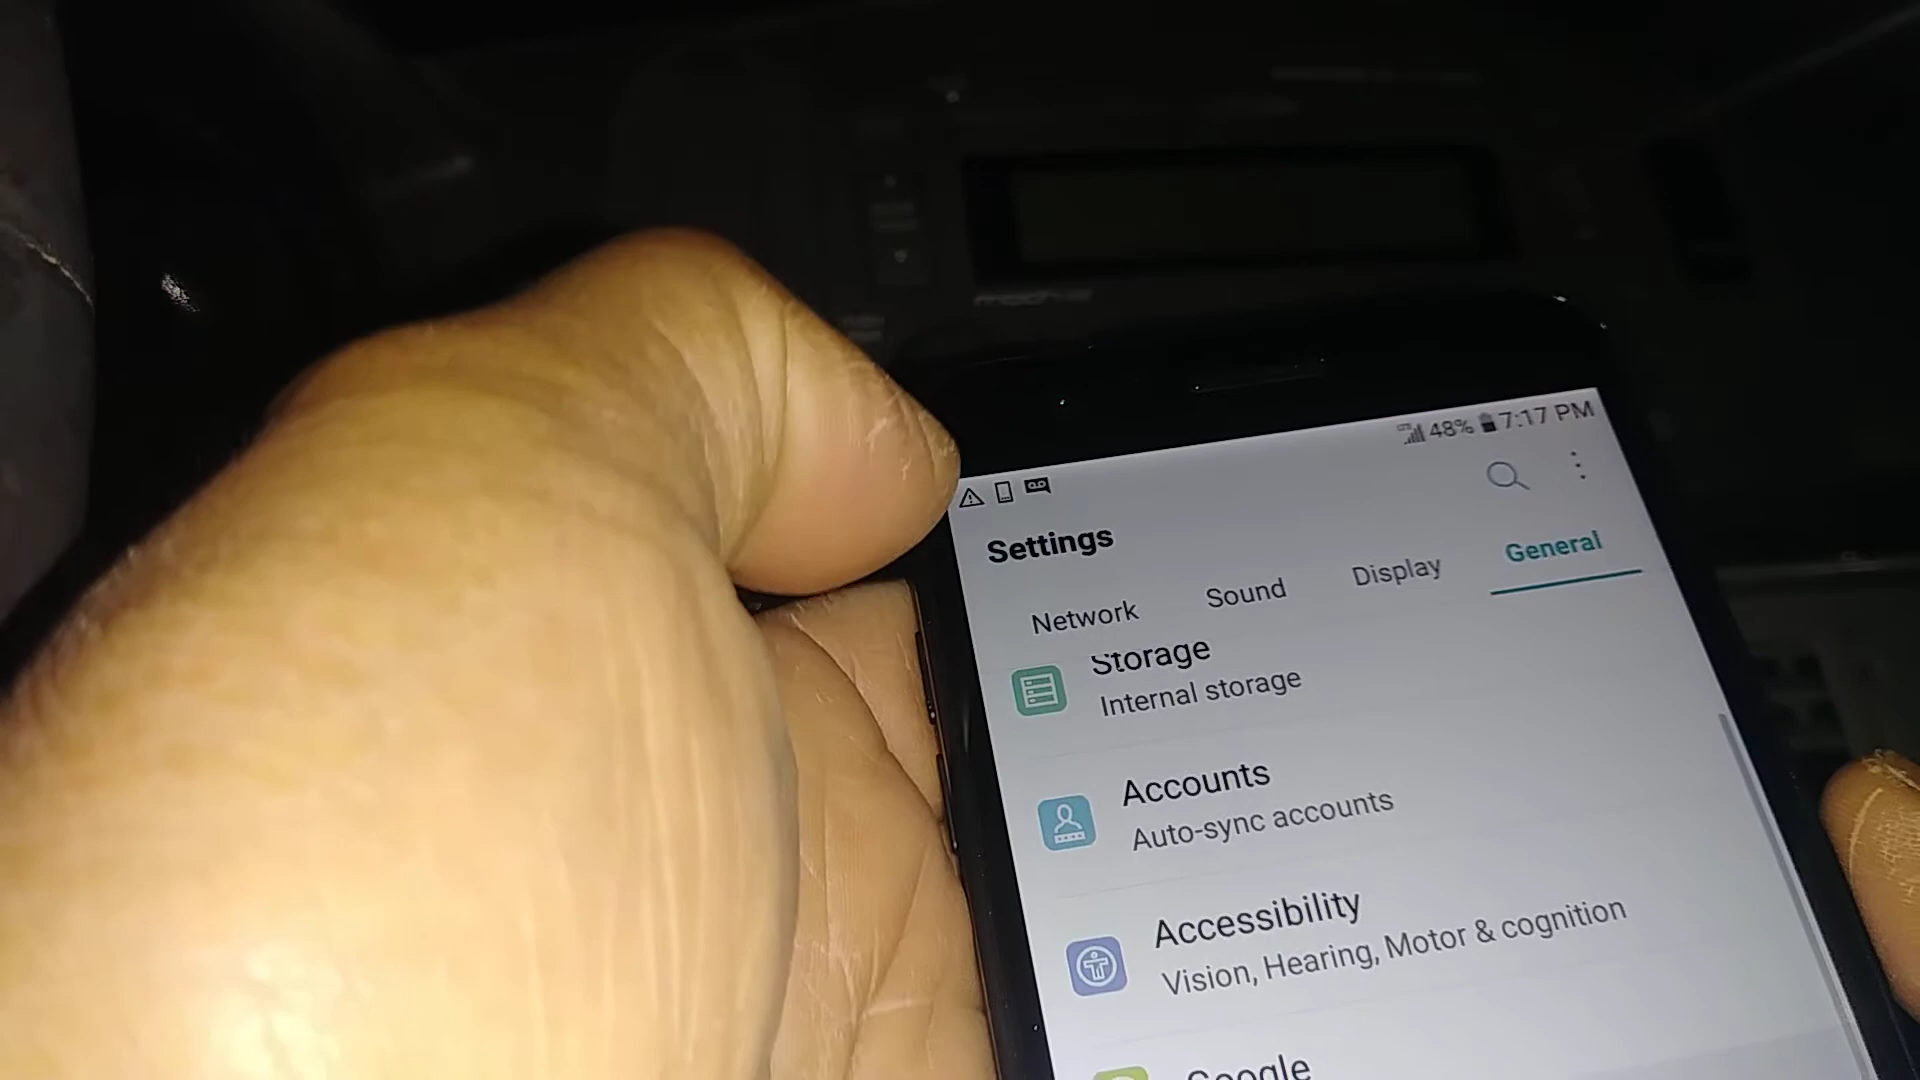 48% 7:17 PM
Settings
Network Sound Display General
Storage
Internal storage
Accounts
Auto-sync accounts
Accessibility
Vision, Hearing, Motor & cognition
Google